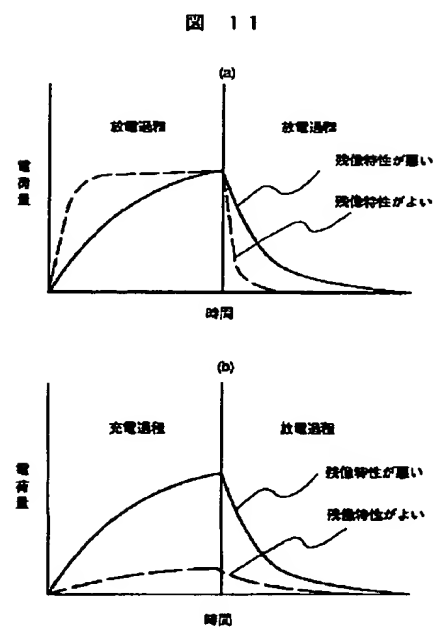 図 11
(a)
放電過程 放電過程
残像特性が悪い
電荷量
残像特性がよい
時間
(b)
充電過程 放電過程
残像特性が悪い
電荷量
残像特性がよい
時間